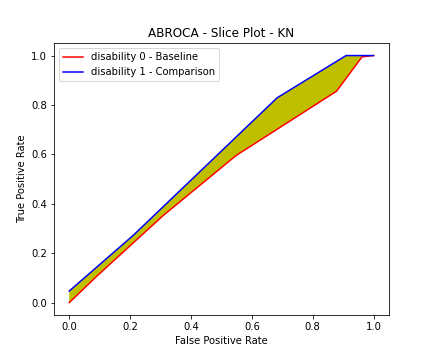 ABROCA - Slice Plot - KN
disability 0 - Baseline
disability 1 - Comparison
1.0
0.8
0.6
0.4
0.2
0.0
True Positive Rate
0.0 0.2 0.4 0.6 0.8 1.0
False Positive Rate